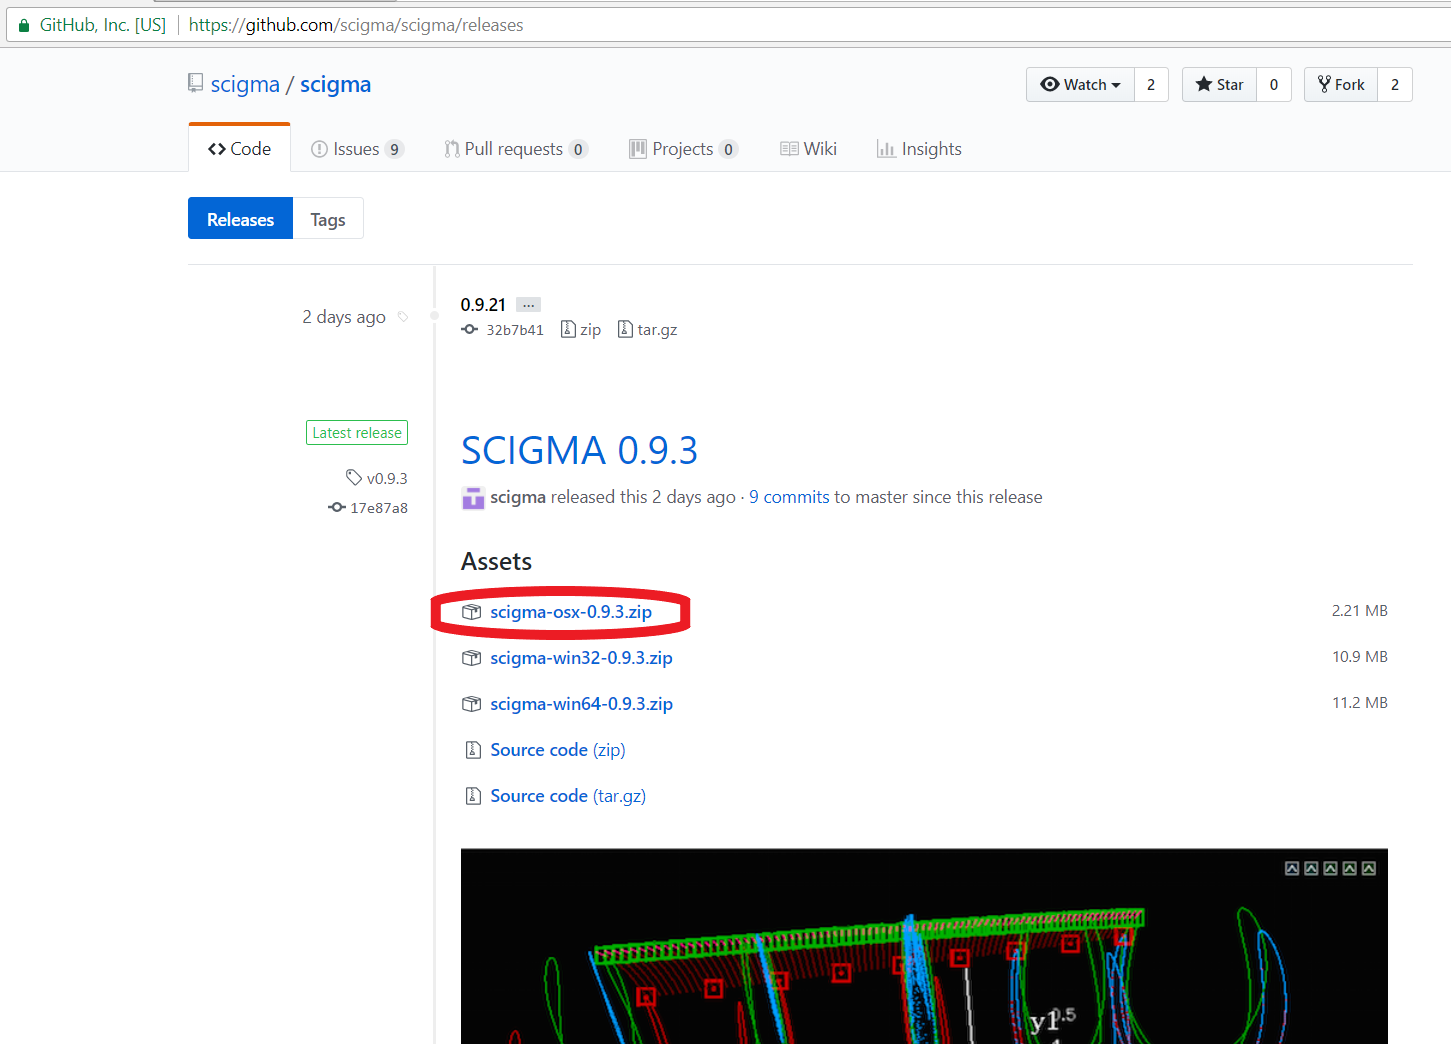 GitHub, Inc. [US] https://github.com/scigma/scigma/releases
scigma / scigma
Watch 2 Star 0 Fork 2
Code Issues 9 Pull requests 0 Projects 0 Wiki Insights
Releases Tags
2 days ago
0.9.21 ...
32b7b41 zip tar.gz
Latest release
v0.9.3
17e87a8
SCIGMA 0.9.3
scigma released this 2 days ago · 9 commits to master since this release
Assets
scigma-osx-0.9.3.zip 2.21 MB
scigma-win32-0.9.3.zip 10.9 MB
scigma-win64-0.9.3.zip 11.2 MB
Source code (zip)
Source code (tar.gz)
y1 0.5